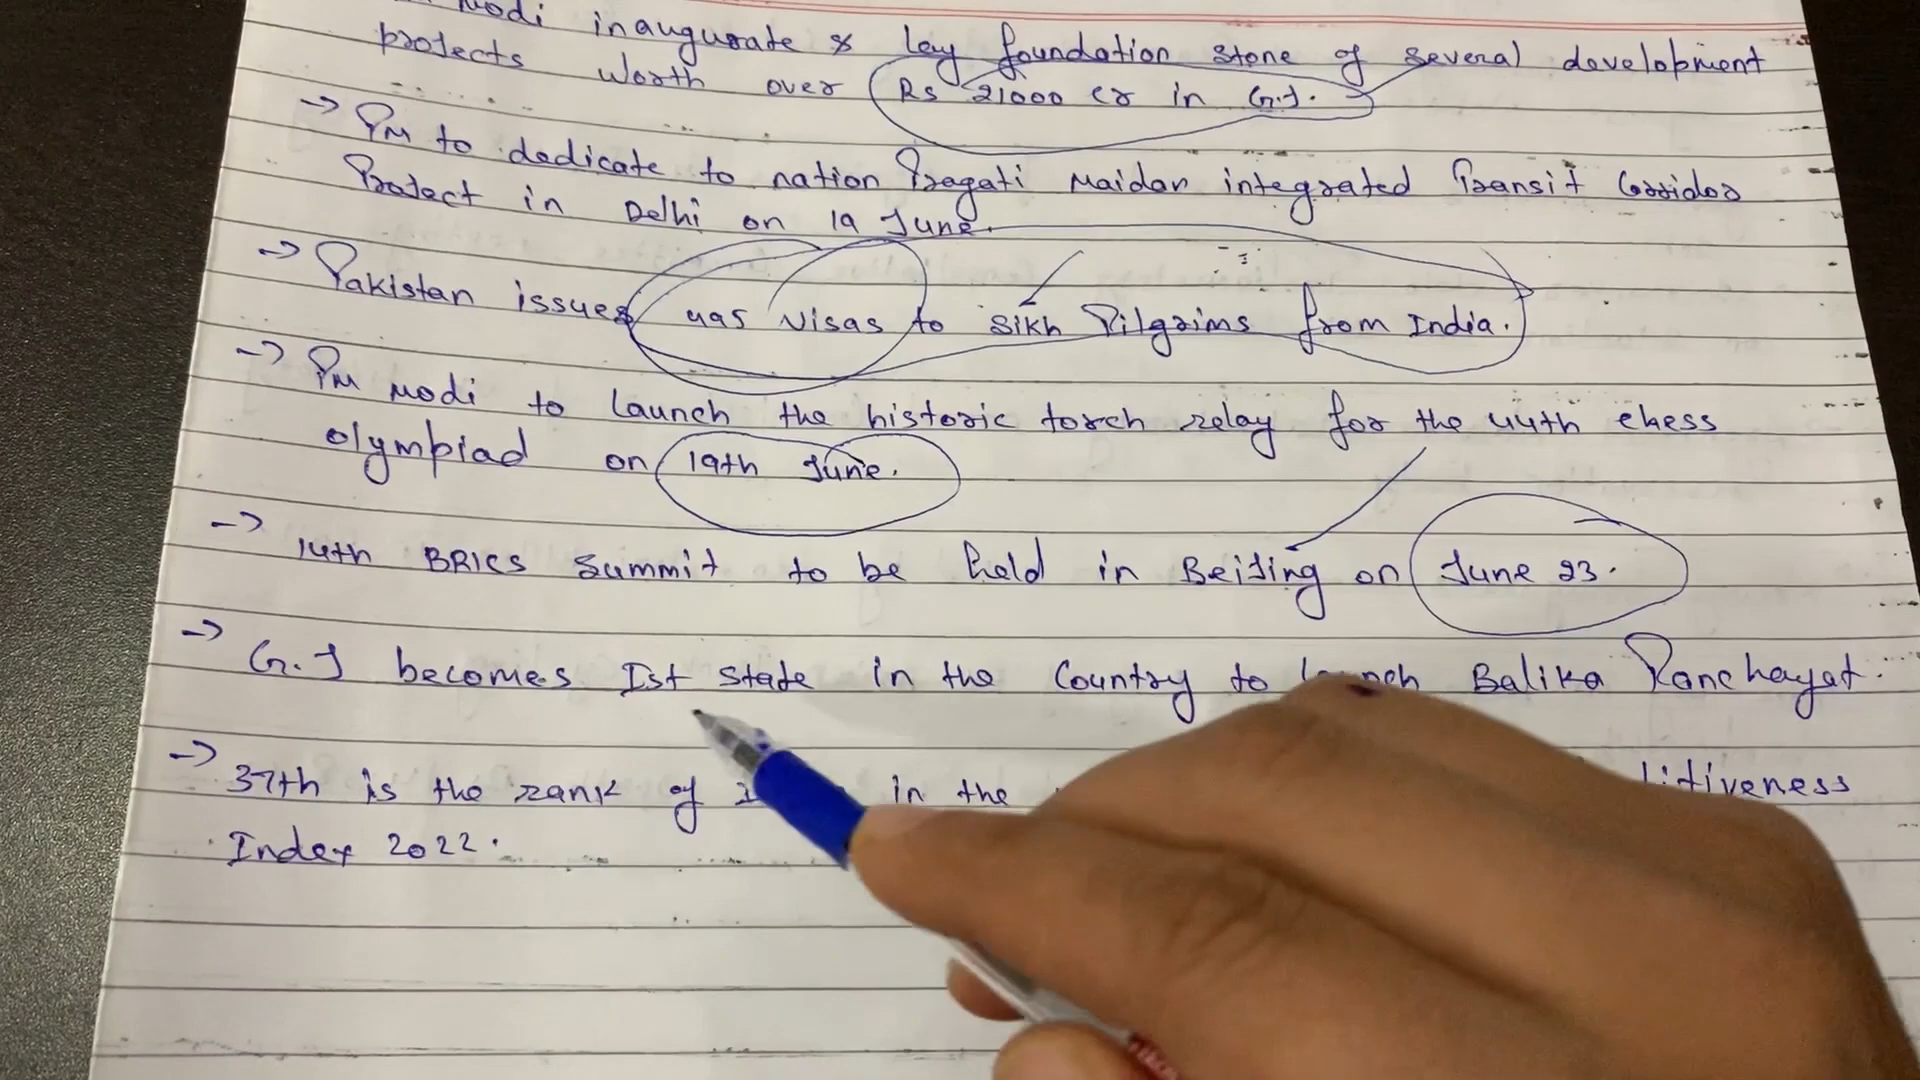 Modi inaugurate & lay foundation stone of several development
projects worth over Rs 21000 cr in G.J.
-> PM to dedicate to nation Pragati Maidan integrated Transit Corridor
Project in Delhi on 19 June.
-> Pakistan issues 495 visas to Sikh Pilgrims from India.
-> PM Modi to launch the historic torch relay for the 44th chess
olympiad on 19th June.
-> 14th BRICS Summit to be held in Beijing on June 23.
-> G.J becomes Ist state in the Country to launch Balika Panchayat.
-> 37th is the rank of in the
Index 2022.